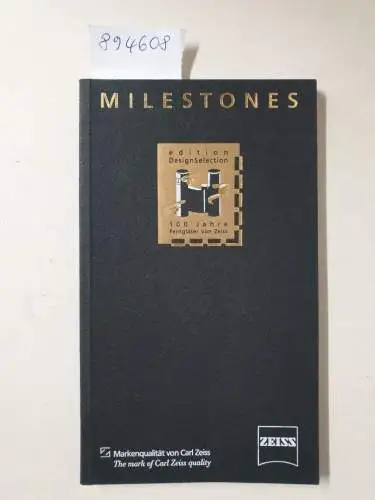 894608
MILESTONES
edition
DesignSelection
100 Jahre
Ferngläser von Zeiss
Markenqualität von Carl Zeiss
The mark of Carl Zeiss quality
ZEISS